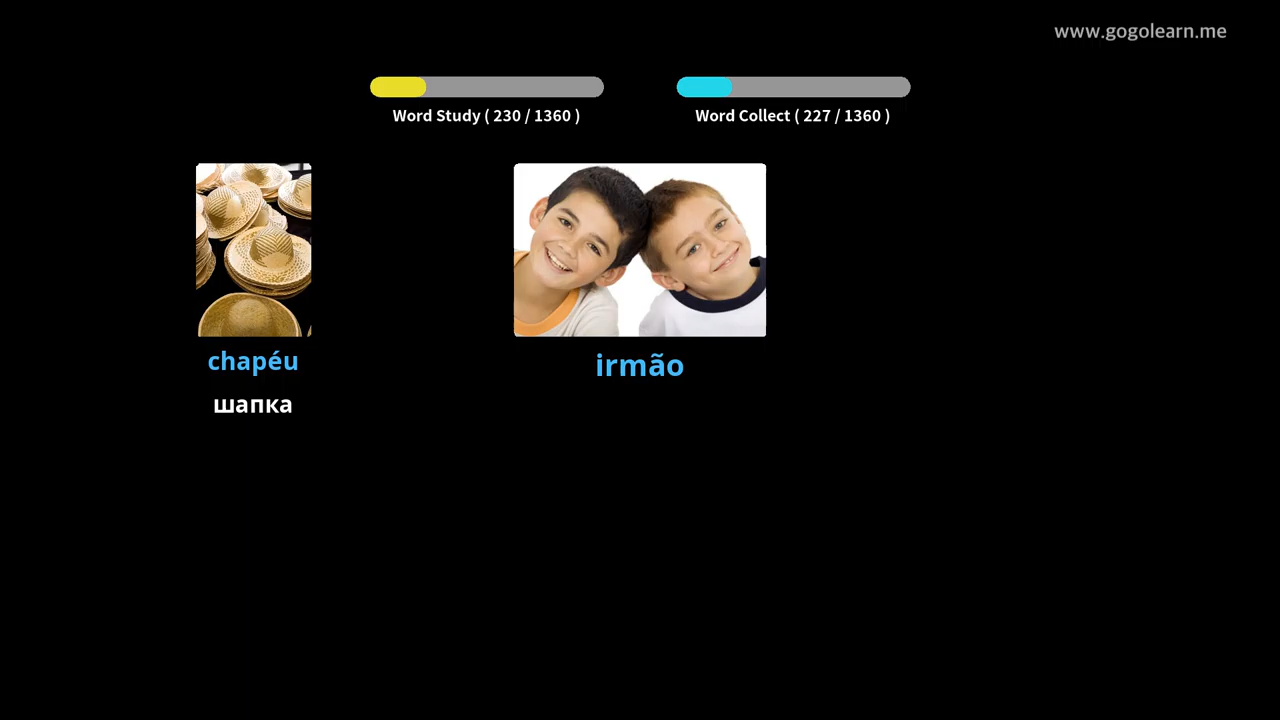 www.gogolearn.me
Word Study ( 230 / 1360 )
Word Collect ( 227 / 1360 )
chapéu
шапка
irmão